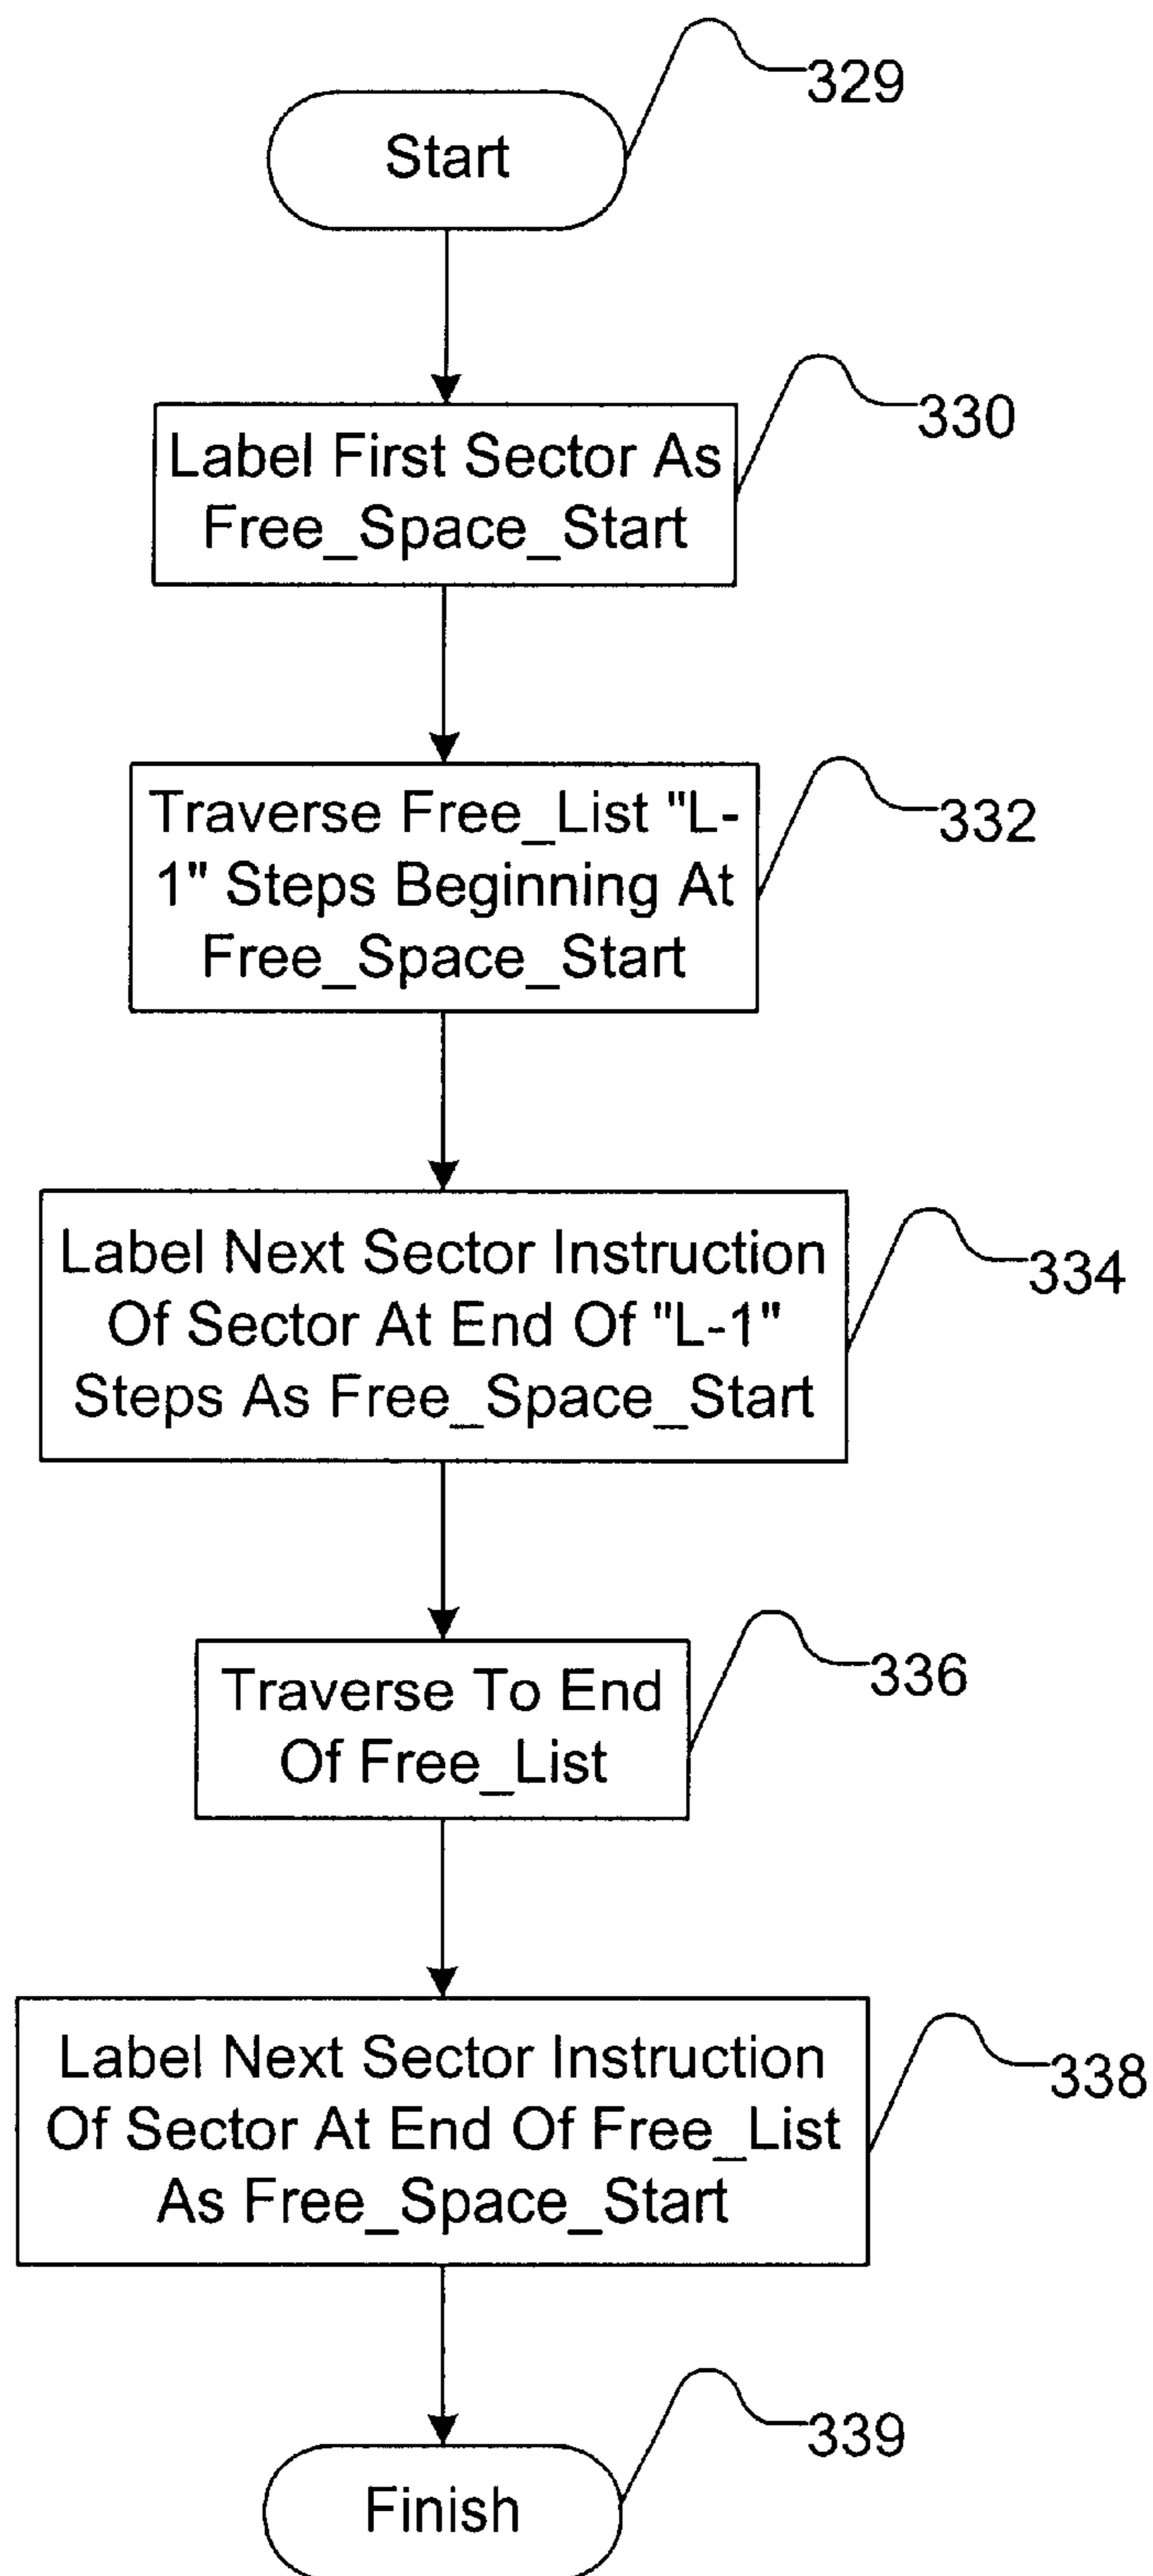 Start
329
Label First Sector As
Free_Space_Start
330
Traverse Free_List "L-
1" Steps Beginning At
Free_Space_Start
332
Label Next Sector Instruction
Of Sector At End Of "L-1"
Steps As Free_Space_Start
334
Traverse To End
Of Free_List
336
Label Next Sector Instruction
Of Sector At End Of Free_List
As Free_Space_Start
338
Finish
339